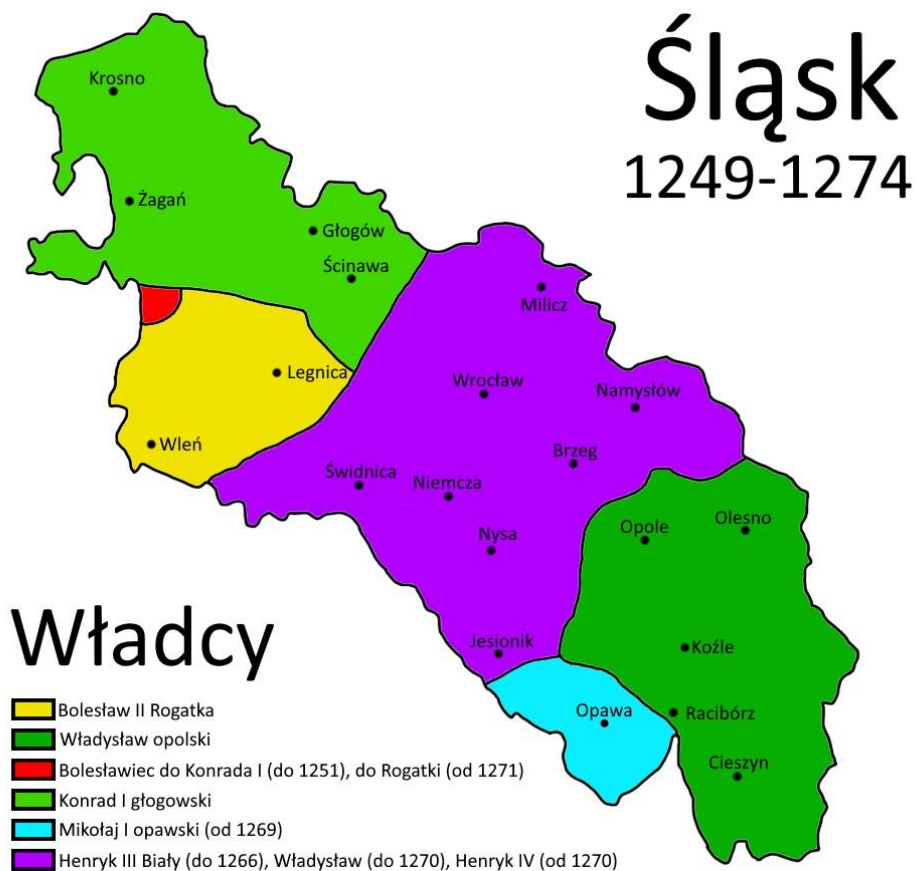 Śląsk
1249-1274
Krosno
Żagań
Głogów
Ścinawa
Milicz
Legnica
Wrocław
Namysłów
Wleń
Brzeg
Świdnica
Niemcza
Opole
Olesno
Nysa
Jesionik
Koźle
Opawa
Racibórz
Cieszyn
Władcy
Bolesław II Rogatka
Władysław opolski
Bolesławiec do Konrada I (do 1251), do Rogatki (od 1271)
Konrad I głogowski
Mikołaj I opawski (od 1269)
Henryk III Biały (do 1266), Władysław (do 1270), Henryk IV (od 1270)